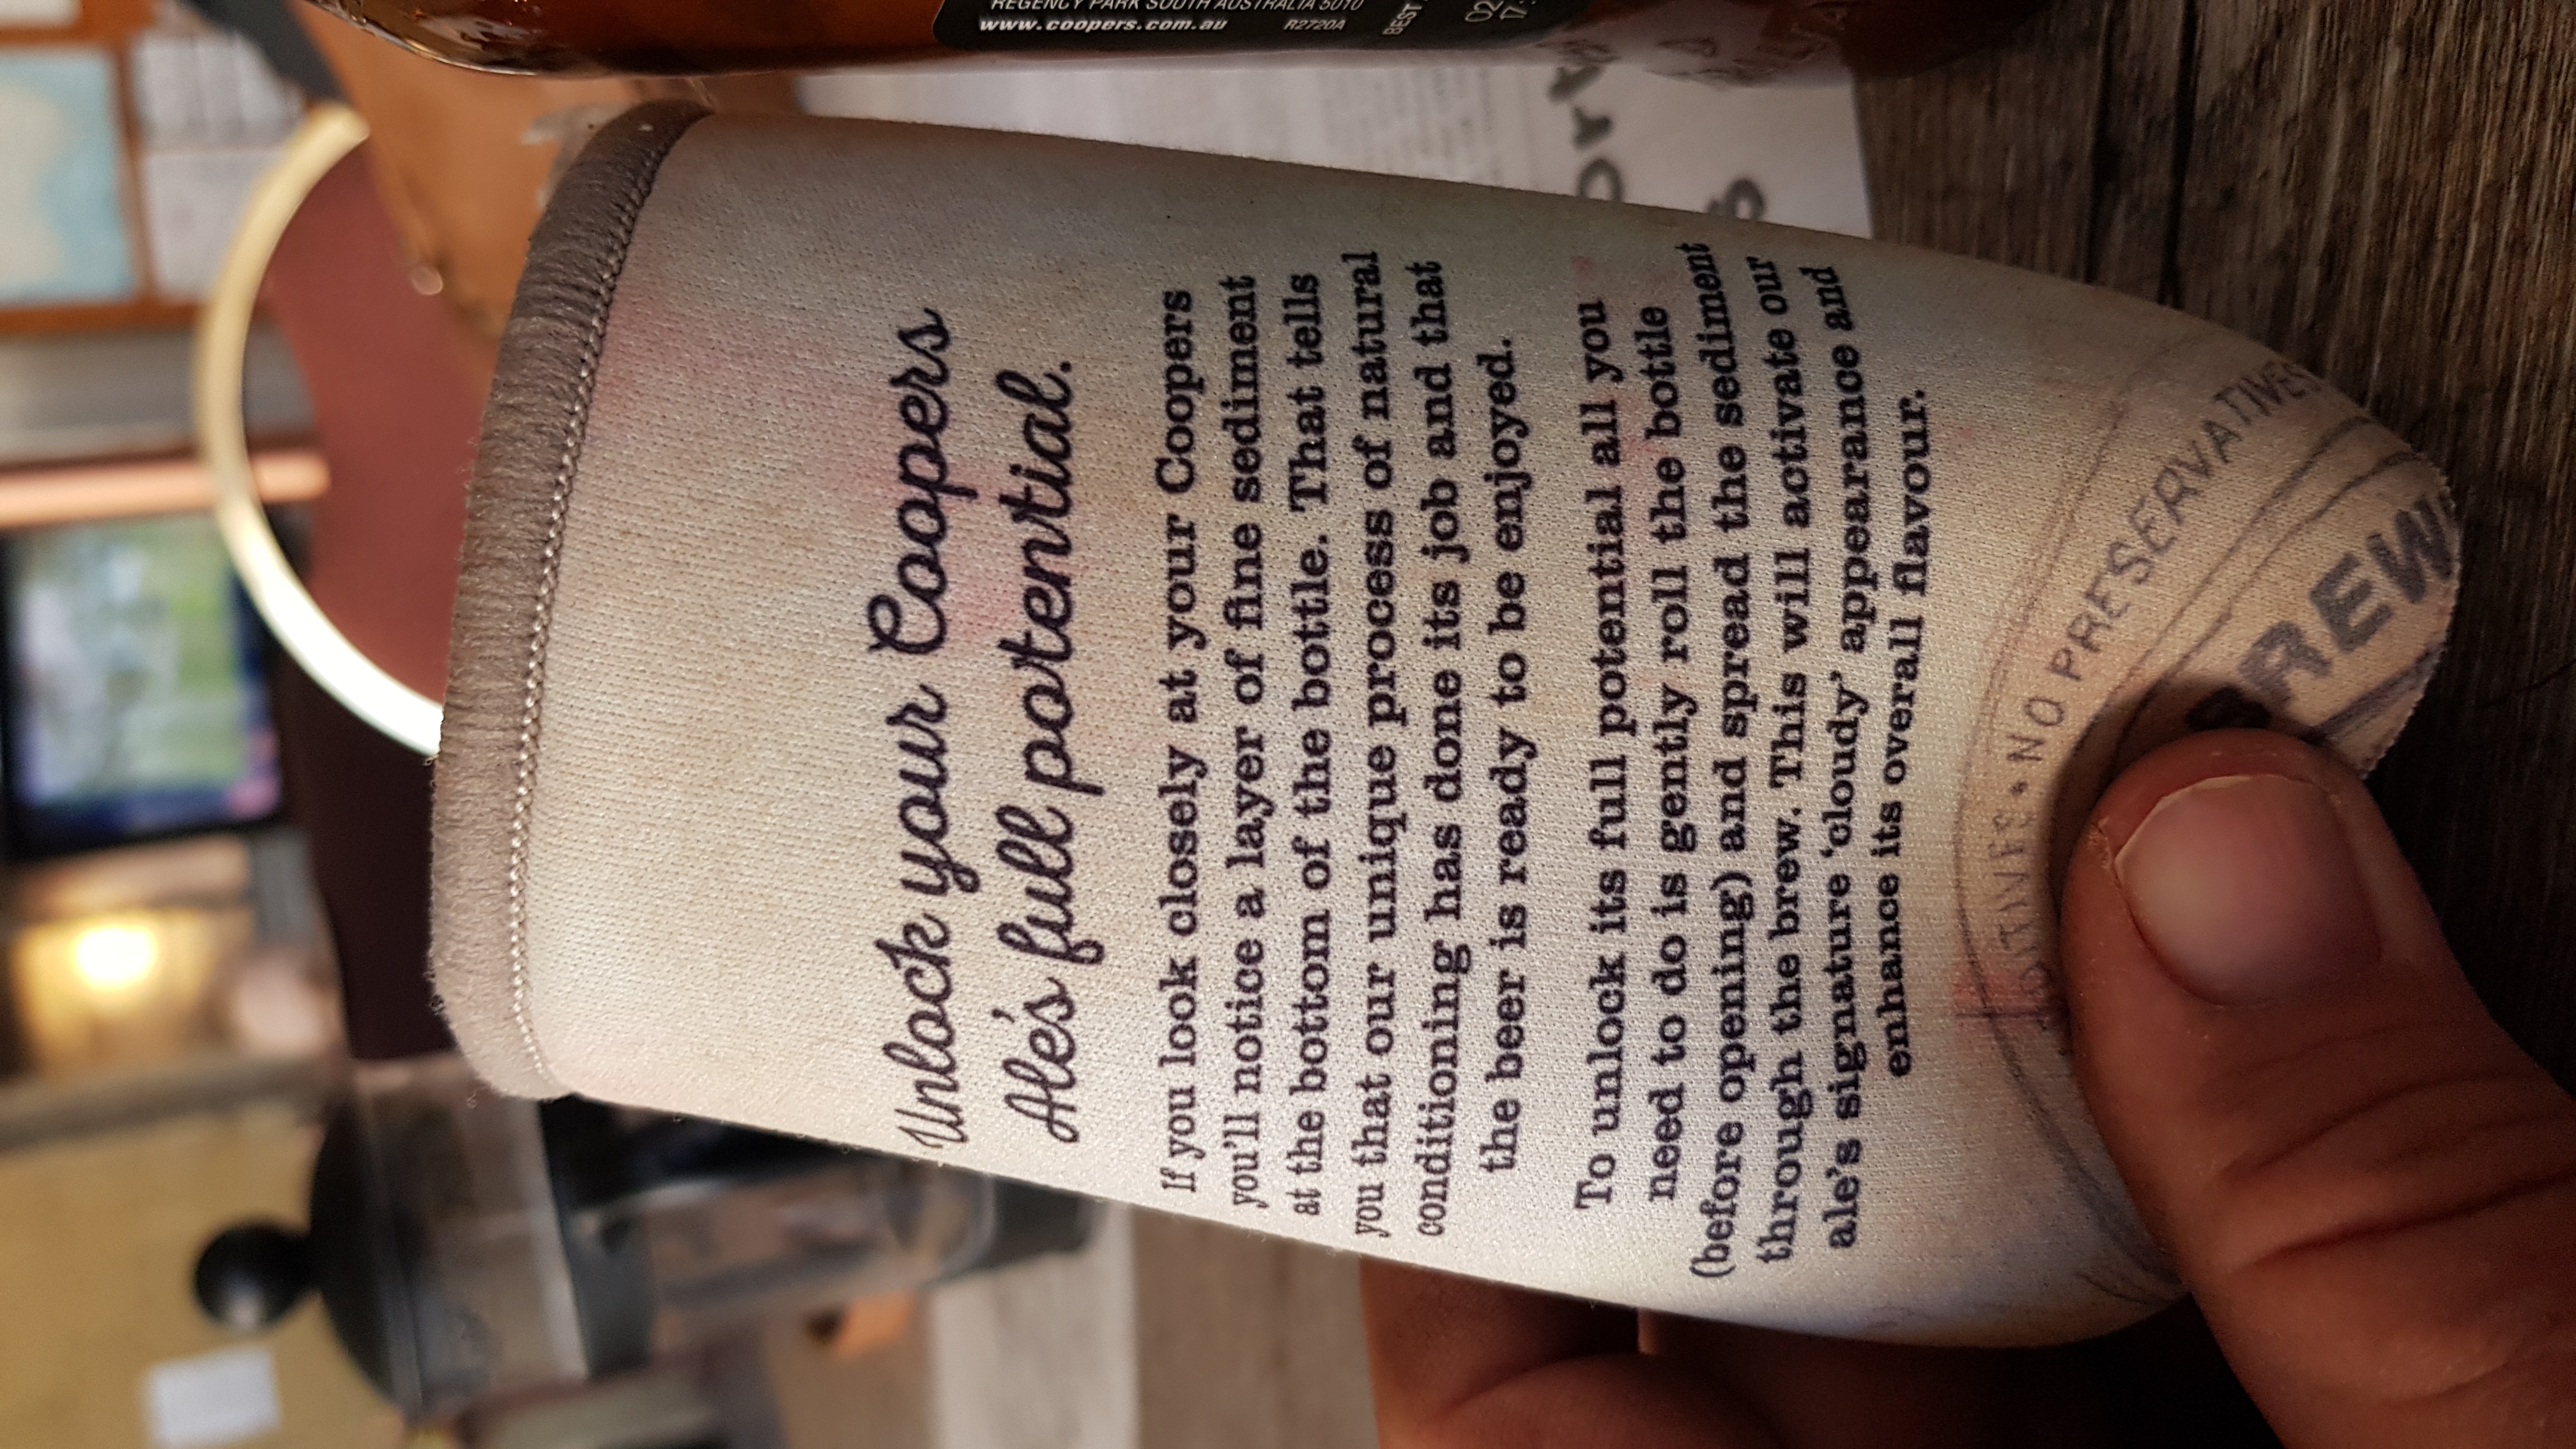 REGENCY PARK SOUTH AUSTRALIA 5010
www.coopers.com.au
R2720A
BEST
02
17
Unlock your Coopers
Ale's full potential.
If you look closely at your Coopers
you'll notice a layer of fine sediment
at the bottom of the bottle. That tells
you that our unique process of natural
conditioning has done its job and that
the beer is ready to be enjoyed.
To unlock its full potential all you
need to do is gently roll the bottle
(before opening) and spread the sediment
through the brew. This will activate our
ale's signature 'cloudy' appearance and
enhance its overall flavour.
• NO PRESERVATIVES
REW